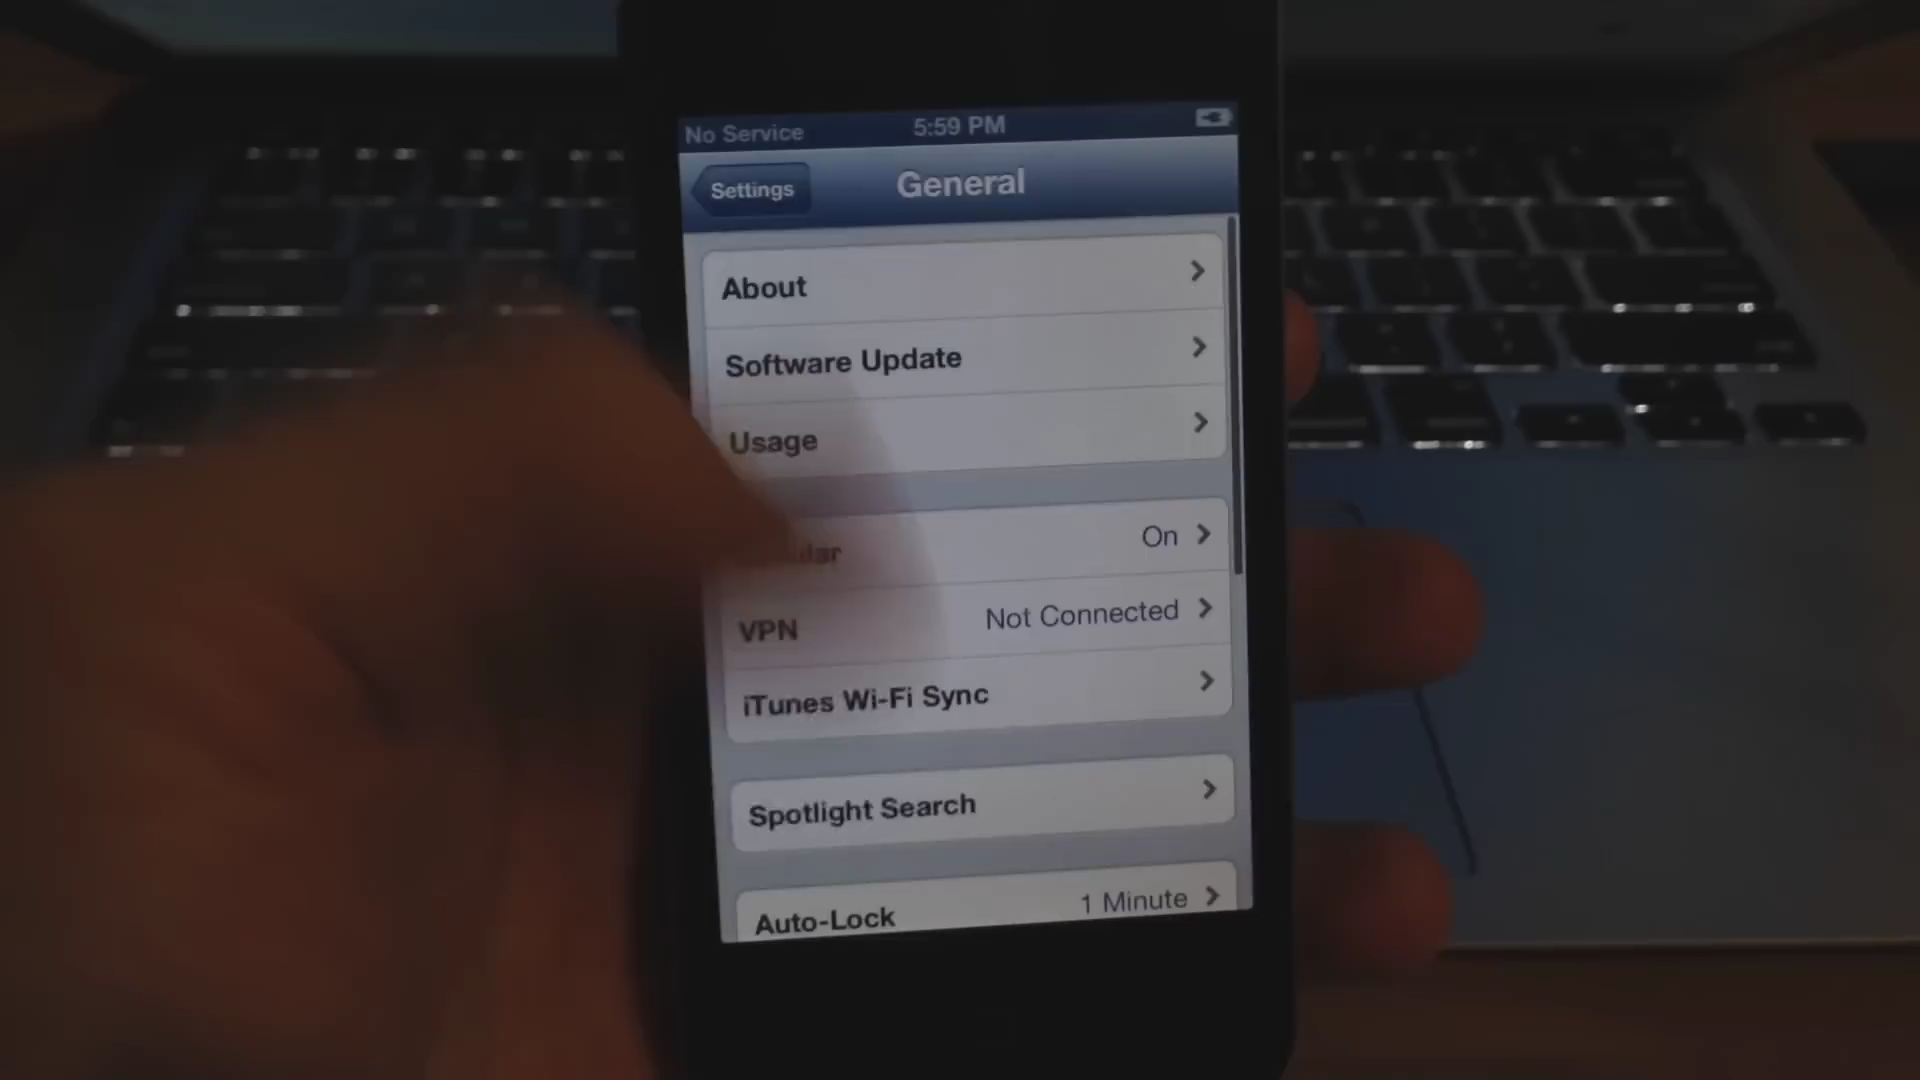 No Service 5:59 PM
Settings General
About
Software Update
Usage
On
VPN Not Connected
iTunes Wi-Fi Sync
Spotlight Search
Auto-Lock 1 Minute